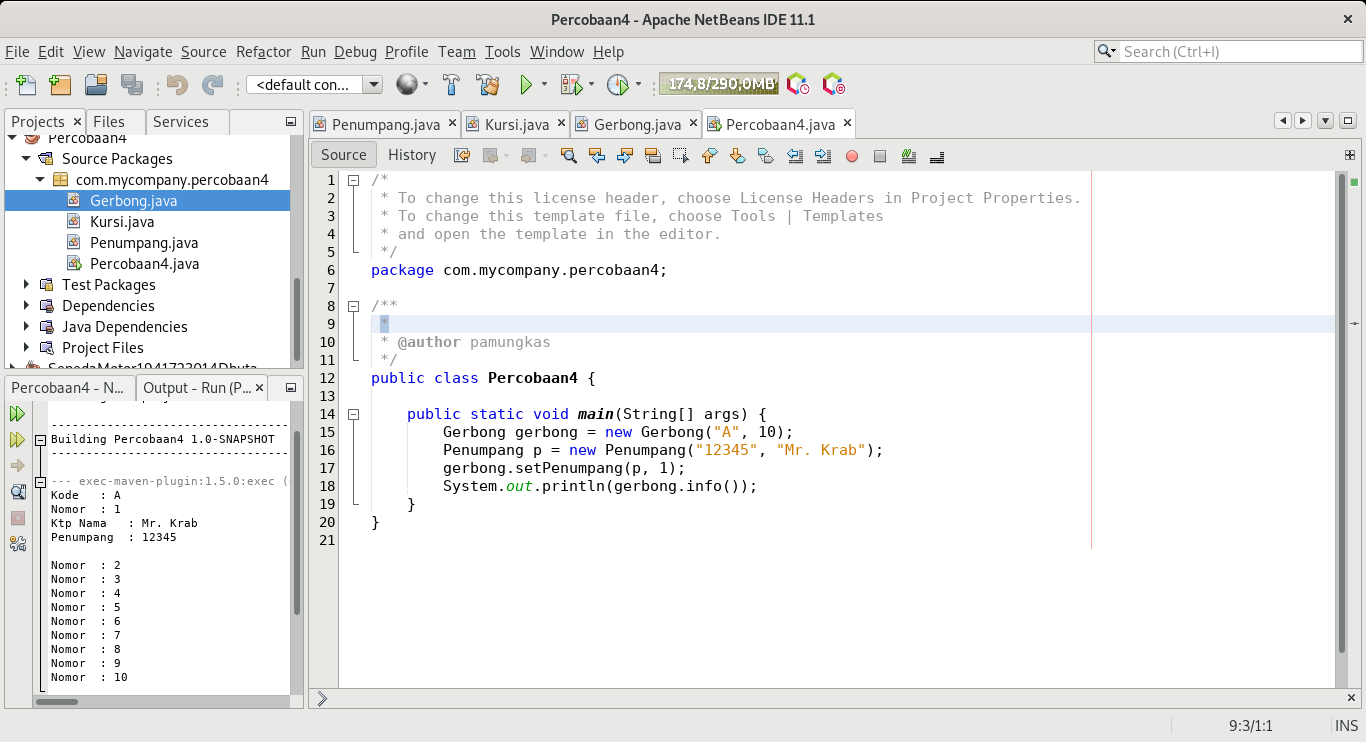 Percobaan4 - Apache NetBeans IDE 11.1
File Edit View Navigate Source Refactor Run Debug Profile Team Tools Window Help
Search (Ctrl+I)
<default con...
174,8/290,0MB
Projects Files Services
Percobaan4
Source Packages
com.mycompany.percobaan4
Gerbong.java
Kursi.java
Penumpang.java
Percobaan4.java
Test Packages
Dependencies
Java Dependencies
Project Files
Percobaan4 - N... Output - Run (P...
--------------------------------
Building Percobaan4 1.0-SNAPSHOT
--------------------------------
--- exec-maven-plugin:1.5.0:exec
Kode   : A
Nomor  : 1
Ktp Nama   : Mr. Krab
Penumpang  : 12345
Nomor  : 2
Nomor  : 3
Nomor  : 4
Nomor  : 5
Nomor  : 6
Nomor  : 7
Nomor  : 8
Nomor  : 9
Nomor  : 10
Penumpang.java Kursi.java Gerbong.java Percobaan4.java
Source History
1 /*
2  * To change this license header, choose License Headers in Project Properties.
3  * To change this template file, choose Tools | Templates
4  * and open the template in the editor.
5  */
6 package com.mycompany.percobaan4;
7
8 /**
9  *
10  * @author pamungkas
11  */
12 public class Percobaan4 {
13
14     public static void main(String[] args) {
15         Gerbong gerbong = new Gerbong("A", 10);
16         Penumpang p = new Penumpang("12345", "Mr. Krab");
17         gerbong.setPenumpang(p, 1);
18         System.out.println(gerbong.info());
19     }
20 }
21
9:3/1:1 INS